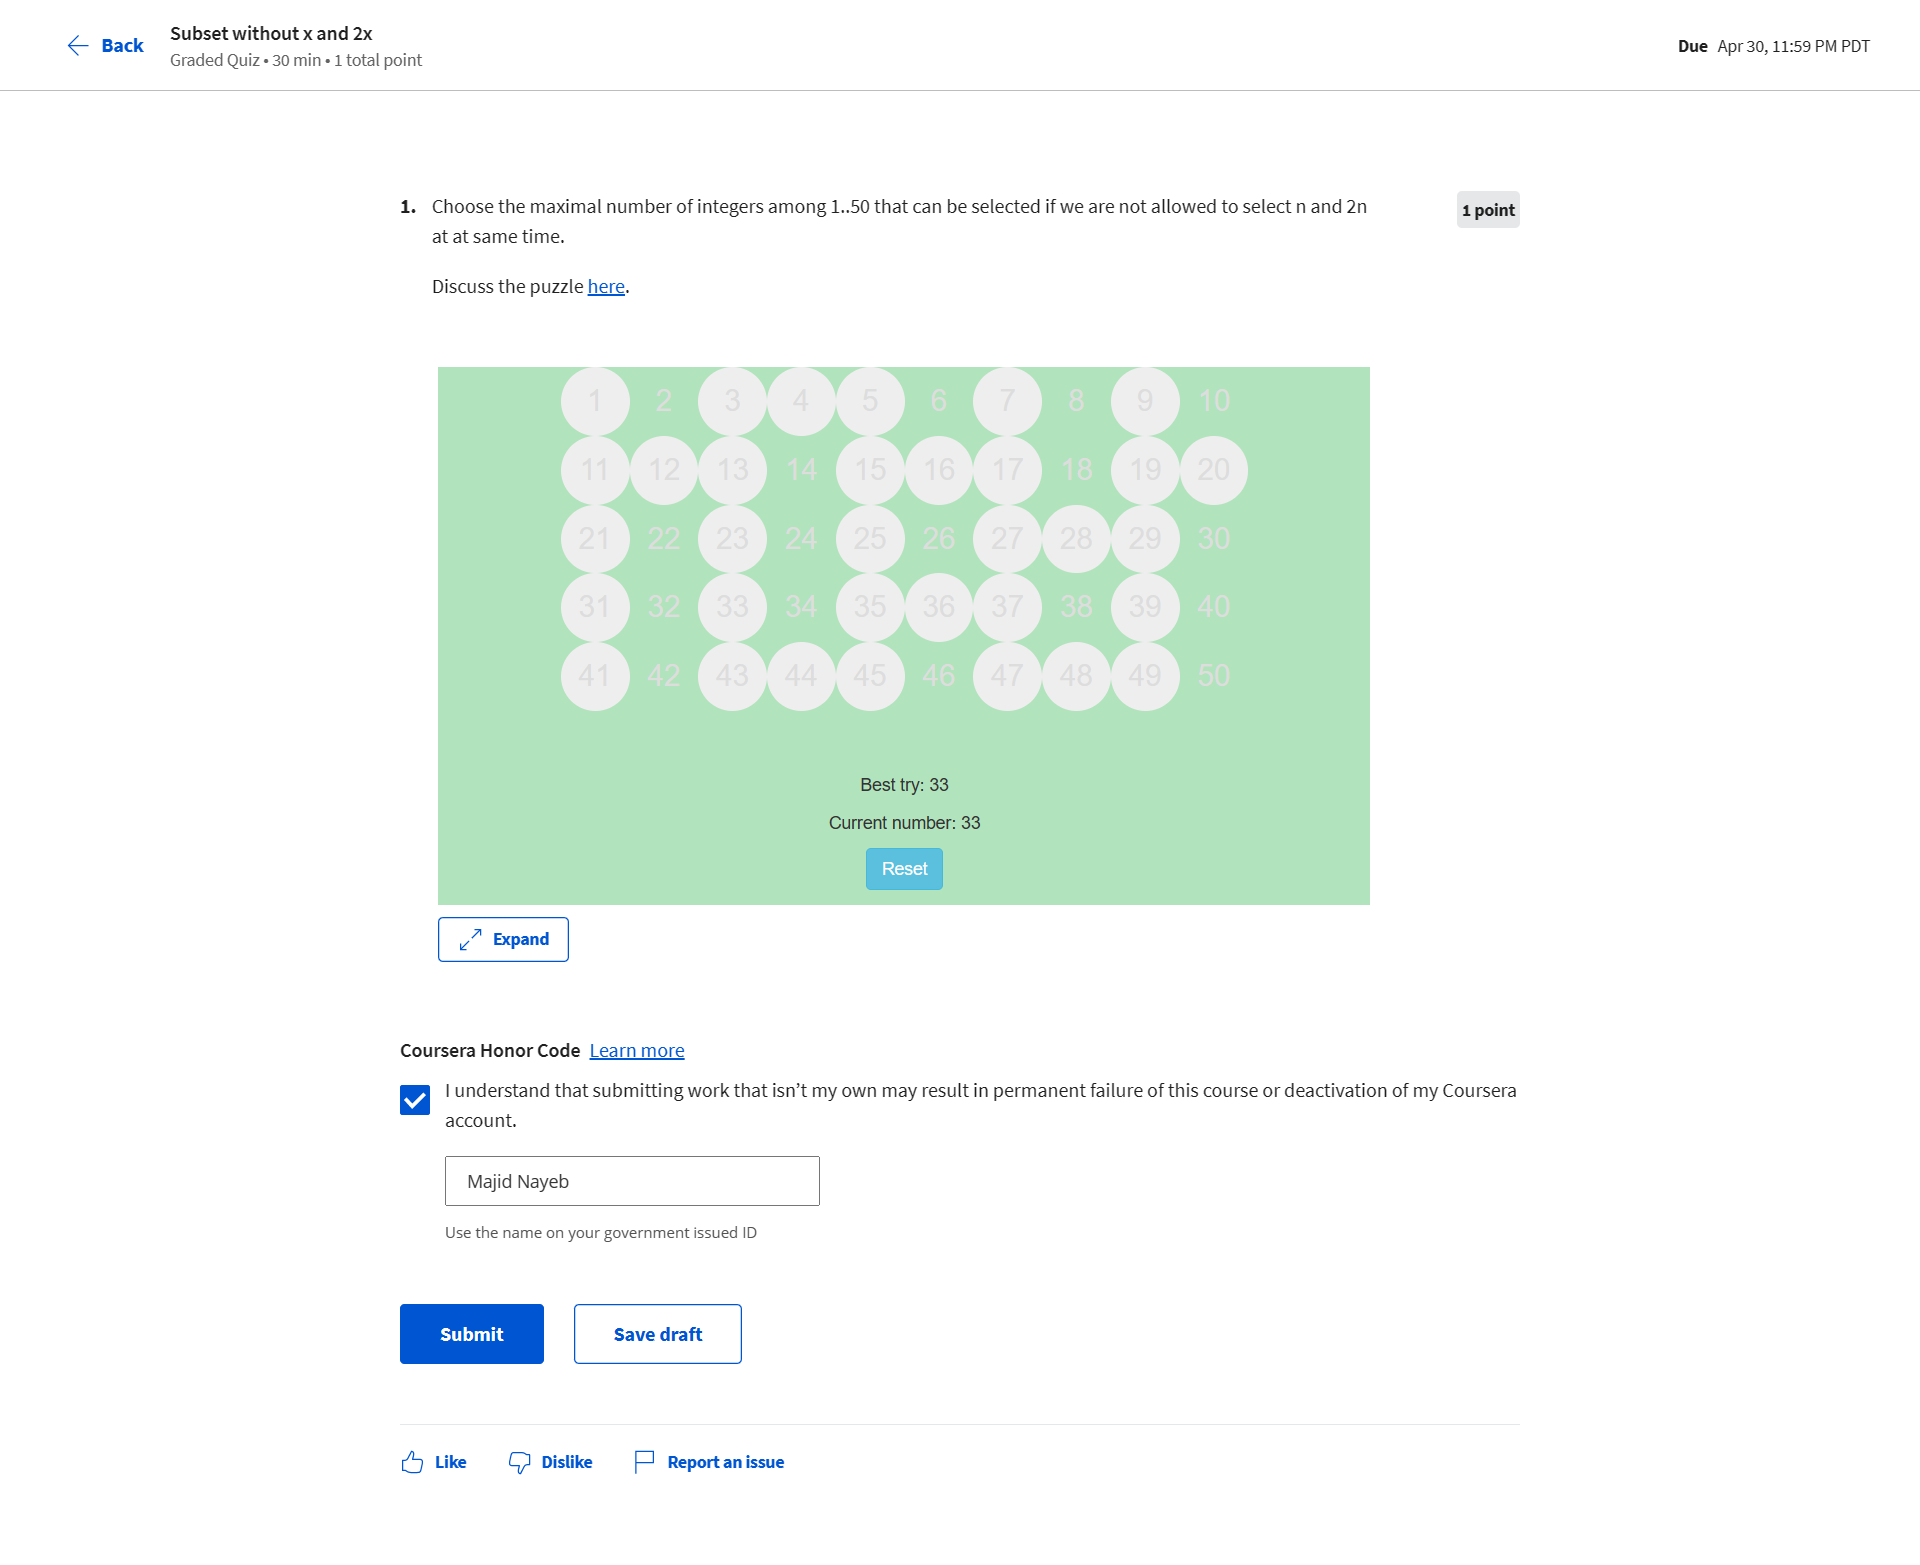 Back
Subset without x and 2x
Graded Quiz • 30 min • 1 total point
Due Apr 30, 11:59 PM PDT
1. Choose the maximal number of integers among 1..50 that can be selected if we are not allowed to select n and 2n
at at same time.
1 point
Discuss the puzzle here.
1 2 3 4 5 6 7 8 9 10
11 12 13 14 15 16 17 18 19 20
21 22 23 24 25 26 27 28 29 30
31 32 33 34 35 36 37 38 39 40
41 42 43 44 45 46 47 48 49 50
Best try: 33
Current number: 33
Reset
Expand
Coursera Honor Code Learn more
I understand that submitting work that isn’t my own may result in permanent failure of this course or deactivation of my Coursera
account.
Majid Nayeb
Use the name on your government issued ID
Submit Save draft
Like Dislike Report an issue